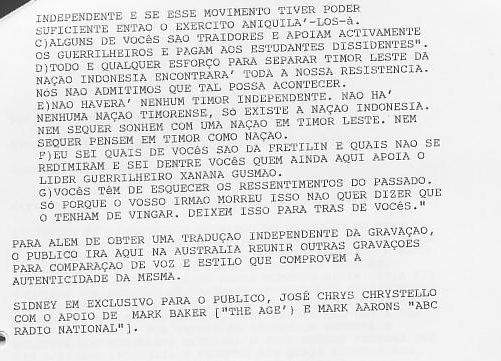 INDEPENDENTE E SE ESSE MOVIMENTO TIVER PODER
SUFICIENTE ENTAO O EXERCITO ANIQUILA'-LOS-á.
C)ALGUNS DE VOCêS SAO TRAIDORES E APOIAM ACTIVAMENTE
OS GUERRILHEIROS E PAGAM AOS ESTUDANTES DISSIDENTES".
D)TODO E QUALQUER ESFORÇO PARA SEPARAR TIMOR LESTE DA
NAÇAO INDONESIA ENCONTRARA' TODA A NOSSA RESISTENCIA.
NóS NAO ADMITIMOS QUE TAL POSSA ACONTECER.
E)NAO HAVERA' NENHUM TIMOR INDEPENDENTE. NAO HA'
NENHUMA NAÇAO TIMORENSE, Só EXISTE A NAÇAO INDONESIA.
NEM SEQUER SONHEM COM UMA NAÇAO EM TIMOR LESTE. NEM
SEQUER PENSEM EM TIMOR COMO NAÇAO.
F)EU SEI QUAIS DE VOCêS SAO DA FRETILIN E QUAIS NAO SE
REDIMIRAM E SEI DENTRE VOCêS QUEM AINDA AQUI APOIA O
LIDER GUERRILHEIRO XANANA GUSMAO.
G)VOCêS TêM DE ESQUECER OS RESSENTIMENTOS DO PASSADO.
Só PORQUE O VOSSO IRMAO MORREU ISSO NAO QUER DIZER QUE
O TENHAM DE VINGAR. DEIXEM ISSO PARA TRAS DE VOCêS."
PARA ALEM DE OBTER UMA TRADUÇAO INDEPENDENTE DA GRAVAÇAO,
O PUBLICO IRA AQUI NA AUSTRALIA REUNIR OUTRAS GRAVAÇOES
PARA COMPARAÇAO DE VOZ E ESTILO QUE COMPROVEM A
AUTENTICIDADE DA MESMA.
SIDNEY EM EXCLUSIVO PARA O PUBLICO, JOSÉ CHRYS CHRYSTELLO
COM O APOIO DE MARK BAKER ["THE AGE') E MARK AARONS "ABC
RADIO NATIONAL"].